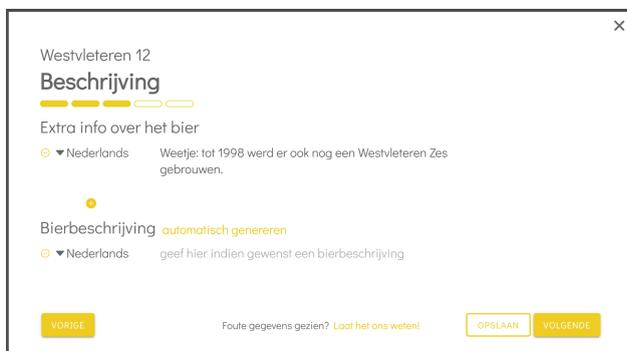 Westvleteren 12
Beschrijving
Extra info over het bier
Nederlands
Weetje: tot 1998 werd er ook nog een Westvleteren Zes
gebrouwen.
Bierbeschrijving automatisch genereren
Nederlands
geef hier indien gewenst een bierbeschrijving
VORIGE
Foute gegevens gezien? Laat het ons weten!
OPSLAAN
VOLGENDE